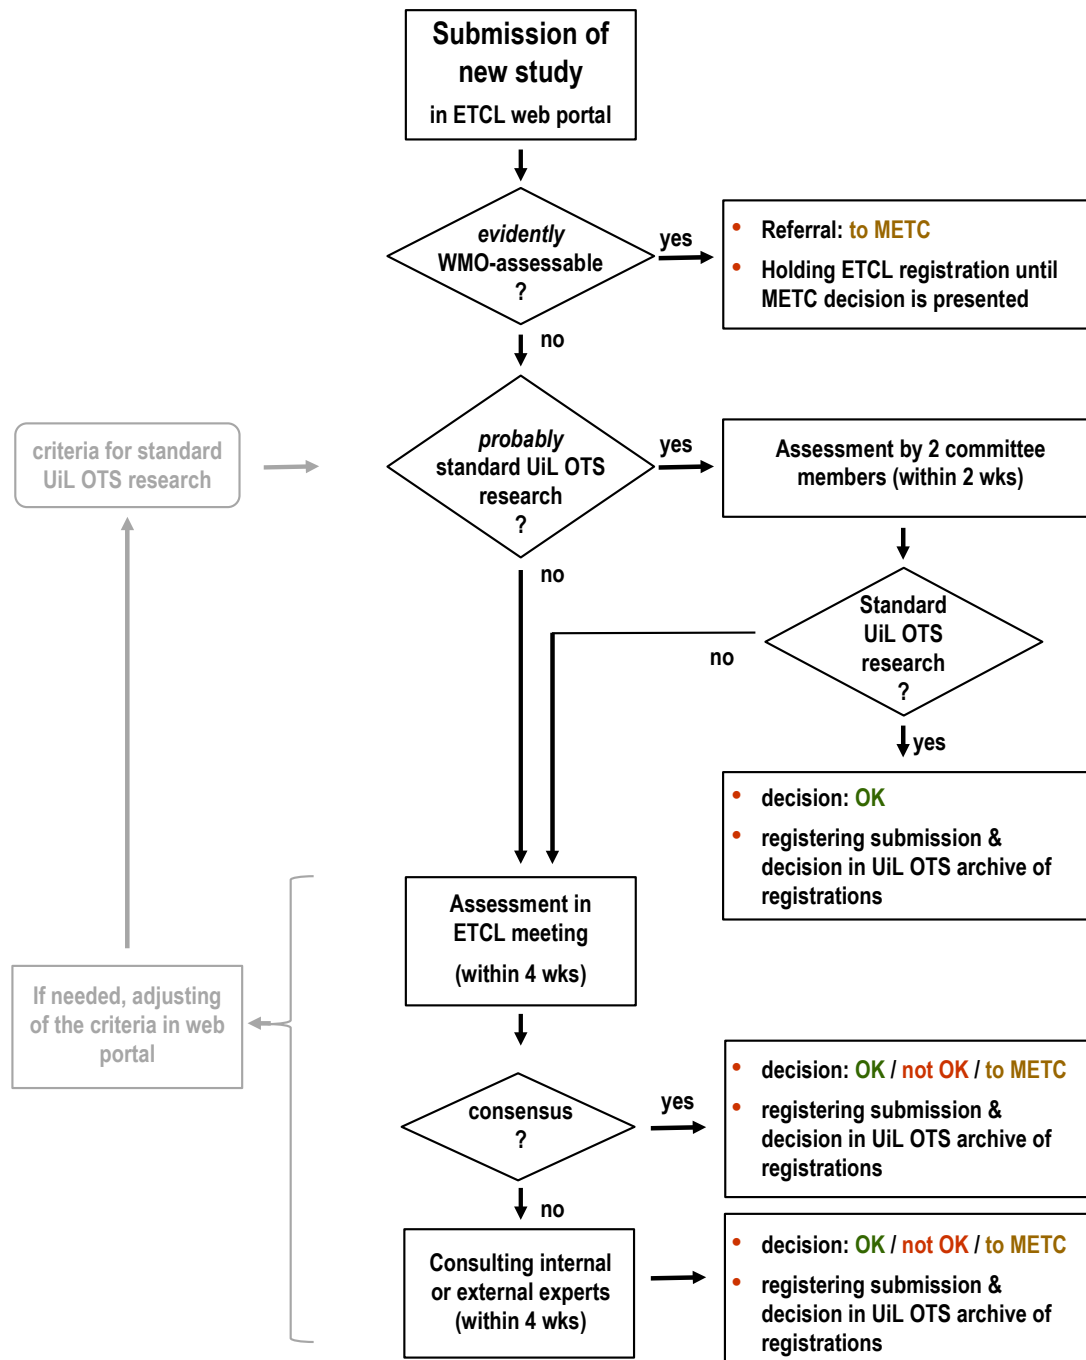 Submission of
new study
in ETCL web portal
evidently
WMO-assessable
?
yes
• Referral: to METC
• Holding ETCL registration until
METC decision is presented
no
criteria for standard
UiL OTS research
probably
standard UiL OTS
research
?
yes
Assessment by 2 committee
members (within 2 wks)
no
Standard
UiL OTS
research
?
no
yes
• decision: OK
• registering submission &
decision in UiL OTS archive of
registrations
Assessment in
ETCL meeting
(within 4 wks)
If needed, adjusting
of the criteria in web
portal
consensus
?
yes
• decision: OK / not OK / to METC
• registering submission &
decision in UiL OTS archive of
registrations
no
Consulting internal
or external experts
(within 4 wks)
• decision: OK / not OK / to METC
• registering submission &
decision in UiL OTS archive of
registrations